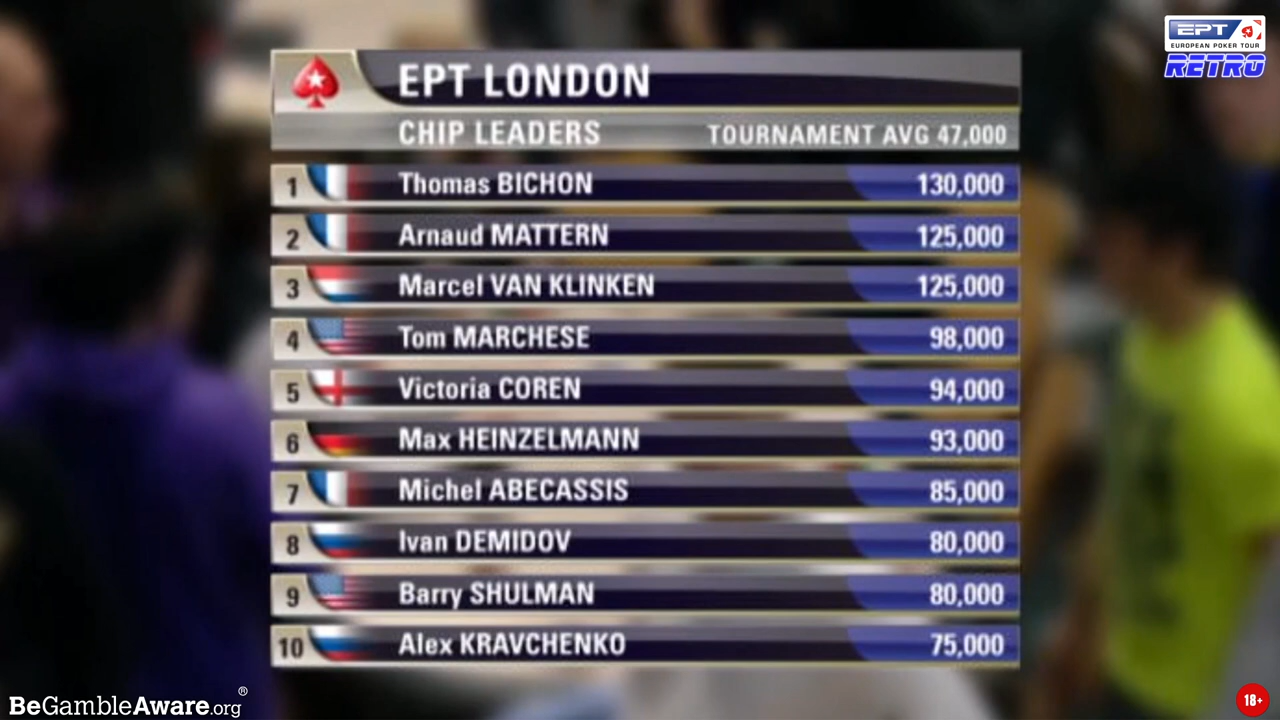 EPT
EUROPEAN POKER TOUR
RETRO
EPT LONDON
CHIP LEADERS TOURNAMENT AVG 47,000
1 Thomas BICHON 130,000
2 Arnaud MATTERN 125,000
3 Marcel VAN KLINKEN 125,000
4 Tom MARCHESE 98,000
5 Victoria COREN 94,000
6 Max HEINZELMANN 93,000
7 Michel ABECASSIS 85,000
8 Ivan DEMIDOV 80,000
9 Barry SHULMAN 80,000
10 Alex KRAVCHENKO 75,000
BeGambleAware.org®
18+